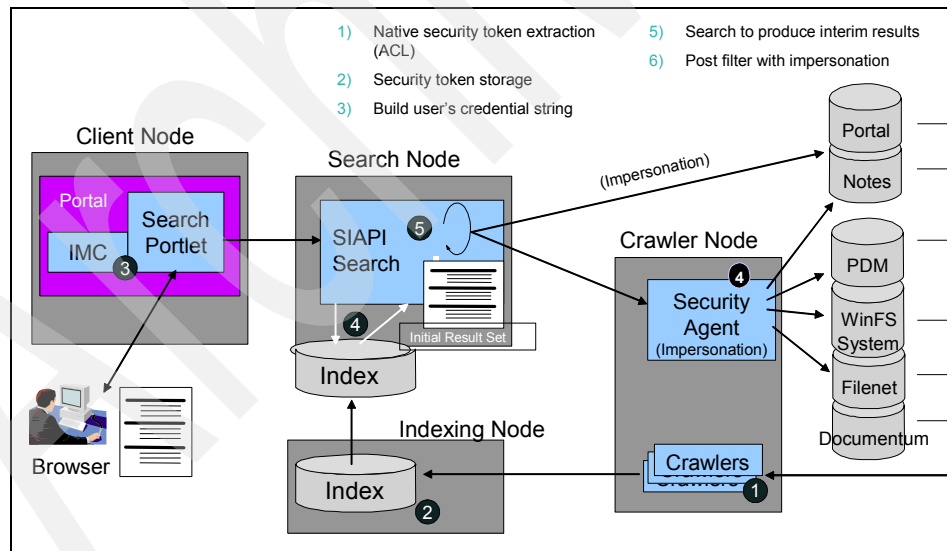 1) Native security token extraction
(ACL)
2) Security token storage
3) Build user's credential string
5) Search to produce interim results
6) Post filter with impersonation
Client Node
Portal
IMC
Search
Portlet
3
Browser
Search Node
SIAPI
Search
5
4
Initial Result Set
Index
Indexing Node
Index
2
(Impersonation)
Crawler Node
4
Security
Agent
(Impersonation)
Crawlers
Crawlers
1
Portal
Notes
PDM
WinFS
System
Filenet
Documentum